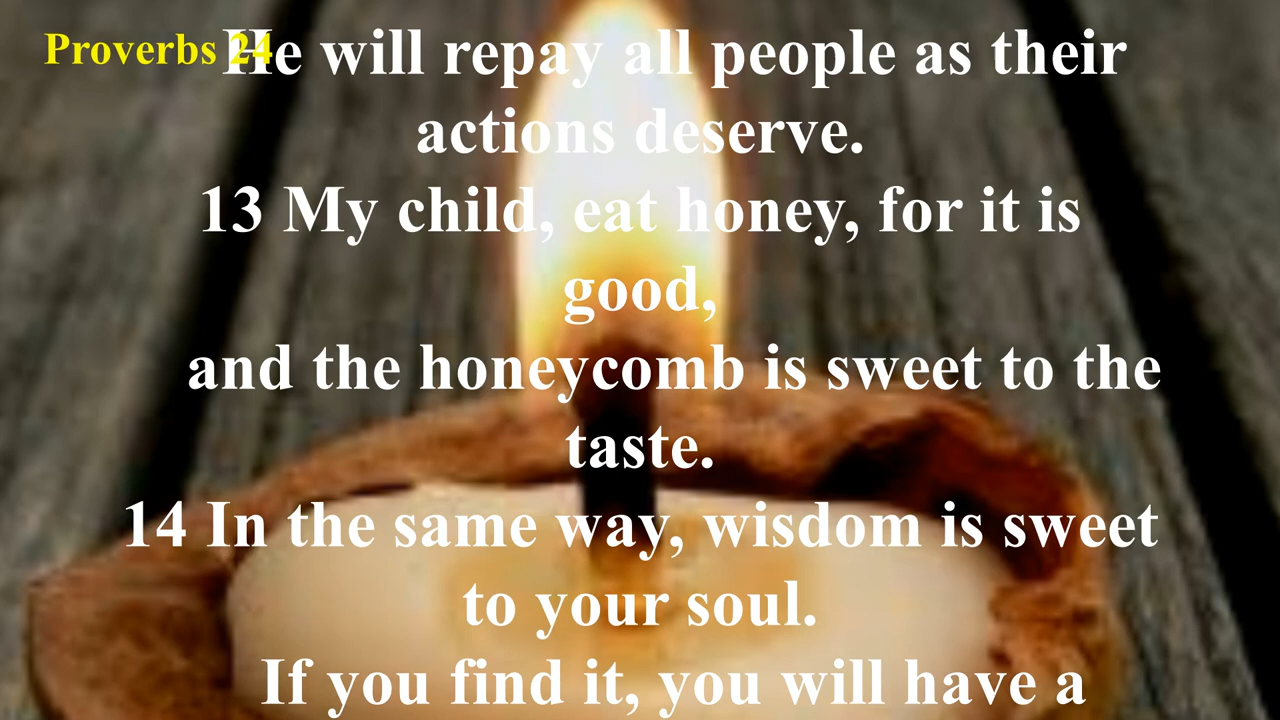 Proverbs 24
He will repay all people as their
actions deserve.
13 My child, eat honey, for it is
good,
and the honeycomb is sweet to the
taste.
14 In the same way, wisdom is sweet
to your soul.
If you find it, you will have a